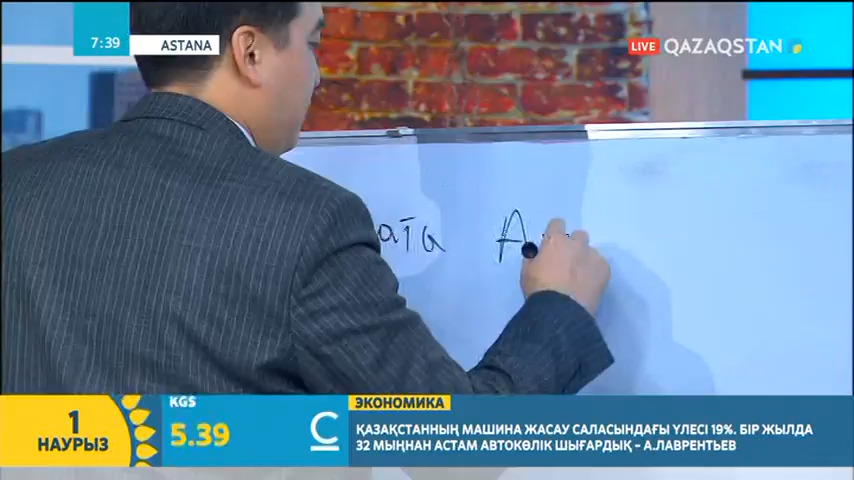 7:39
ASTANA
LIVE QAZAQSTAN
ата А
1
НАУРЫЗ
KGS
5.39
ЭКОНОМИКА
ҚАЗАҚСТАННЫҢ МАШИНА ЖАСАУ САЛАСЫНДАҒЫ ҮЛЕСІ 19%. БІР ЖЫЛДА
32 МЫҢНАН АСТАМ АВТОКӨЛІК ШЫҒАРДЫҚ – А.ЛАВРЕНТЬЕВ